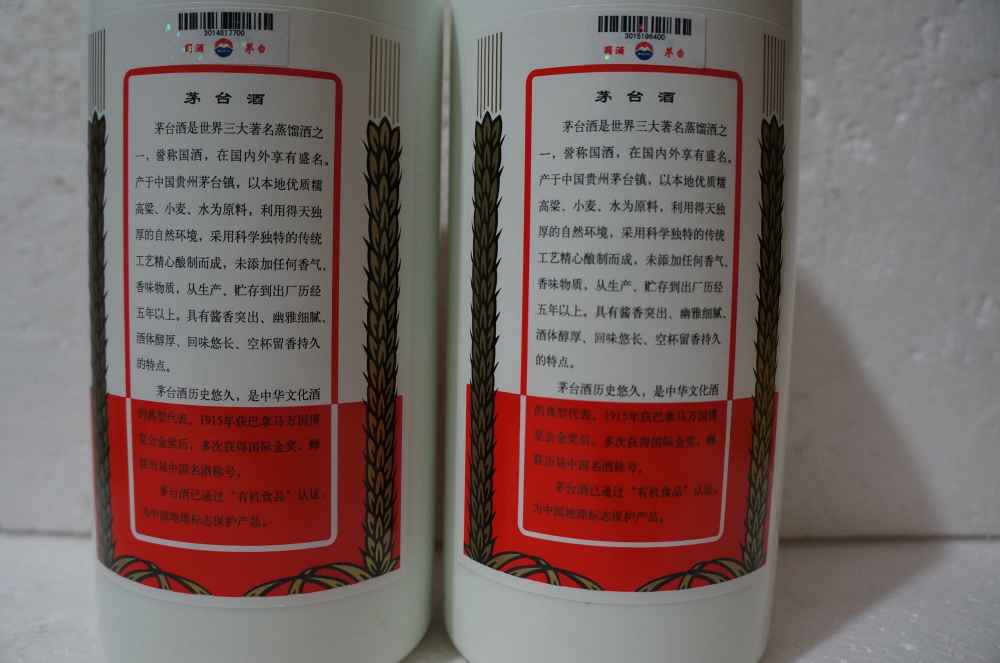 3014817700
国酒 茅台
茅台酒
茅台酒是世界三大著名蒸馏酒之
一，誉称国酒，在国内外享有盛名。
产于中国贵州茅台镇，以本地优质糯
高粱、小麦、水为原料，利用得天独
厚的自然环境，采用科学独特的传统
工艺精心酿制而成，未添加任何香气、
香味物质，从生产、贮存到出厂历经
五年以上。具有酱香突出、幽雅细腻、
酒体醇厚、回味悠长、空杯留香持久
的特点。
茅台酒历史悠久，是中华文化酒
的典型代表。1915年获巴拿马万国博
览会金奖后，多次获得国际金奖，蝉
联历届中国名酒称号。
茅台酒已通过“有机食品”认证，
为中国地理标志保护产品。
3015196400
国酒 茅台
茅台酒
茅台酒是世界三大著名蒸馏酒之
一，誉称国酒，在国内外享有盛名。
产于中国贵州茅台镇，以本地优质糯
高粱、小麦、水为原料，利用得天独
厚的自然环境，采用科学独特的传统
工艺精心酿制而成，未添加任何香气、
香味物质，从生产、贮存到出厂历经
五年以上。具有酱香突出、幽雅细腻、
酒体醇厚、回味悠长、空杯留香持久
的特点。
茅台酒历史悠久，是中华文化酒
的典型代表。1915年获巴拿马万国博
览会金奖后，多次获得国际金奖，蝉
联历届中国名酒称号。
茅台酒已通过“有机食品”认证，
为中国地理标志保护产品。